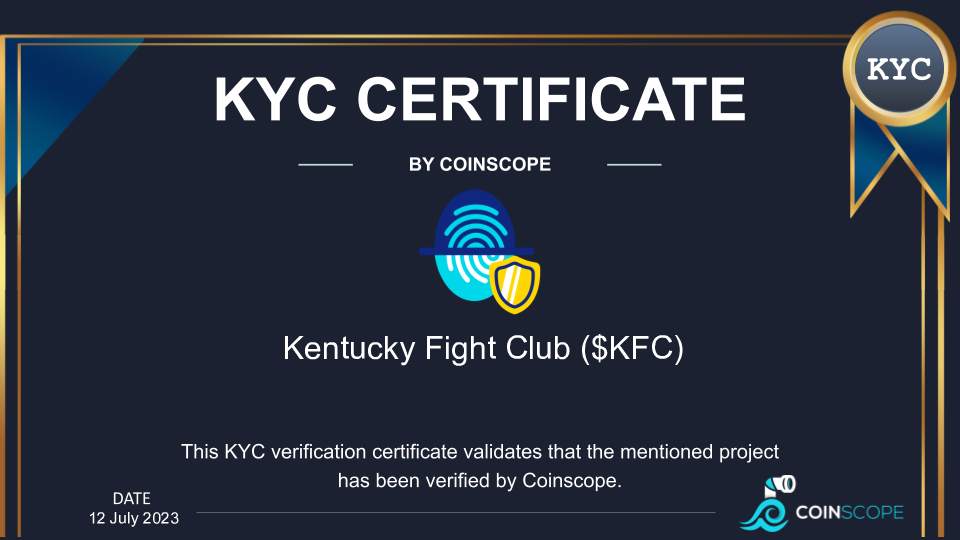 KYC
KYC CERTIFICATE
BY COINSCOPE
Kentucky Fight Club ($KFC)
This KYC verification certificate validates that the mentioned project
has been verified by Coinscope.
DATE
12 July 2023
COINSCOPE